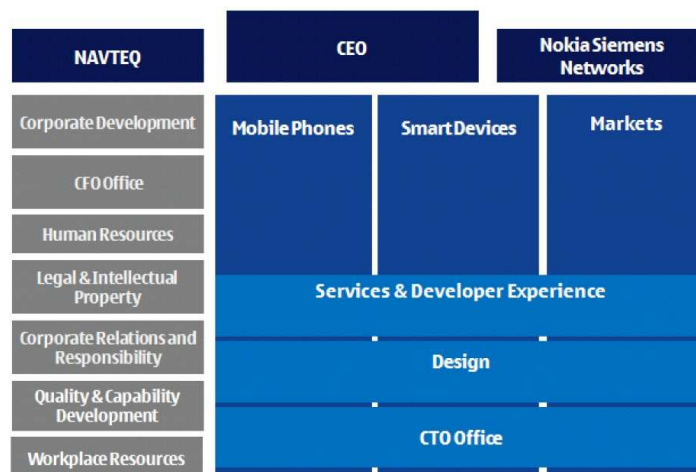 NAVTEQ
CEO
Nokia Siemens
Networks
Corporate Development
CFO Office
Human Resources
Legal & Intellectual
Property
Corporate Relations and
Responsibility
Quality & Capability
Development
Workplace Resources
Mobile Phones
Smart Devices
Markets
Services & Developer Experience
Design
CTO Office